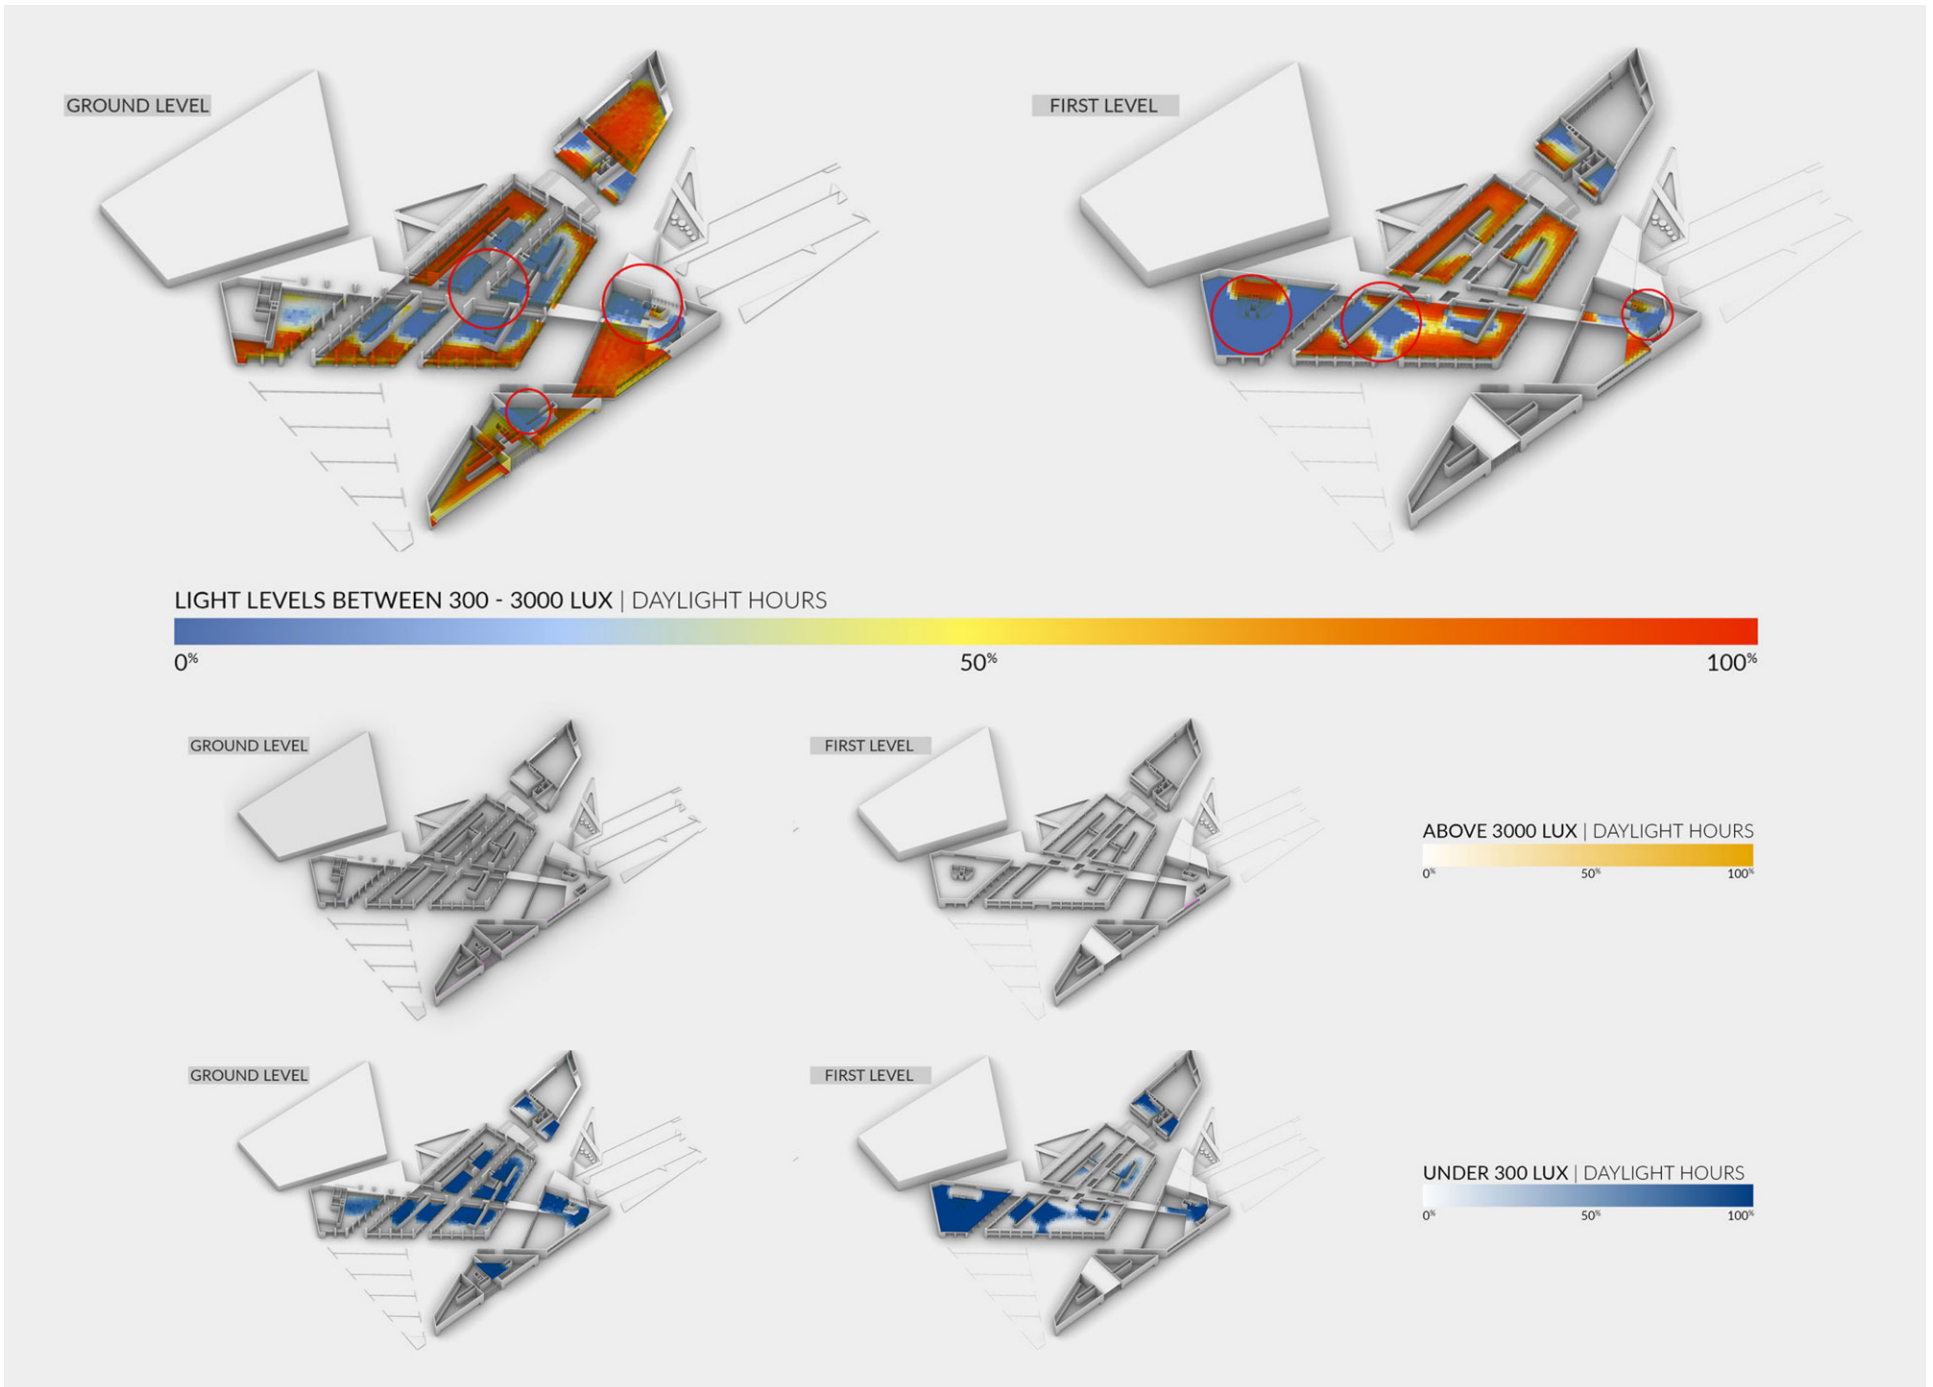 GROUND LEVEL
FIRST LEVEL
LIGHT LEVELS BETWEEN 300 - 3000 LUX | DAYLIGHT HOURS
0% 50% 100%
GROUND LEVEL
FIRST LEVEL
ABOVE 3000 LUX | DAYLIGHT HOURS
0% 50% 100%
GROUND LEVEL
FIRST LEVEL
UNDER 300 LUX | DAYLIGHT HOURS
0% 50% 100%